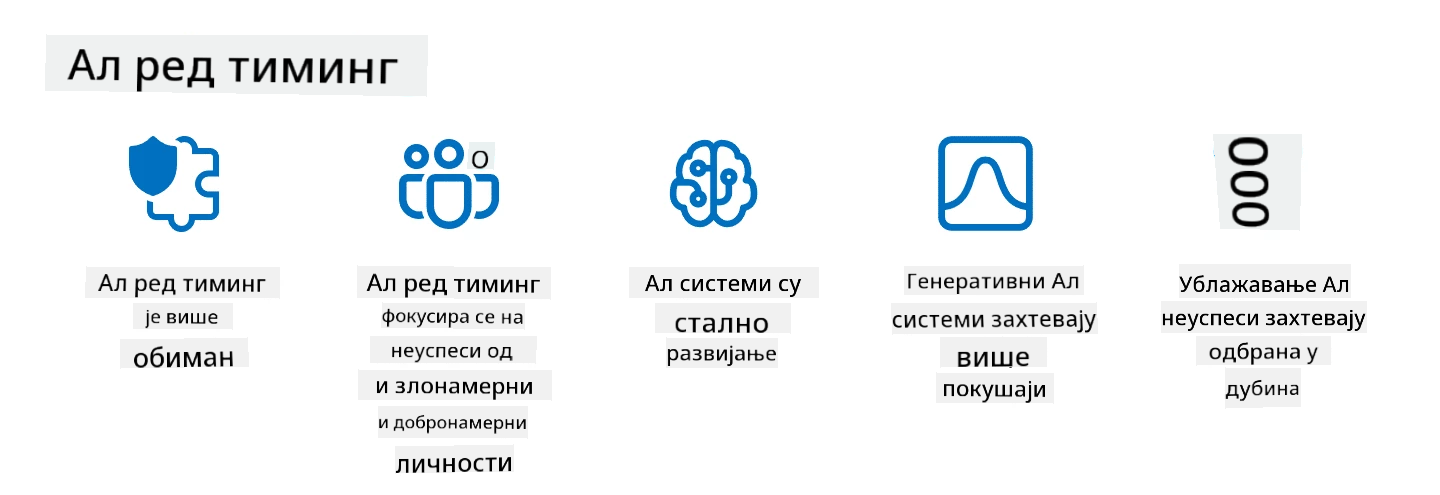 Ал ред тиминг
О
000
Ал ред тиминг
је више
обиман
Ал ред тиминг
фокусира се на
неуспеси од
и злонамерни
и добронамерни
личности
Ал системи су
стално
развијање
Генеративни Ал
системи захтевају
више
покушаји
Ублажавање Ал
неуспеси захтевају
одбрана у
дубина